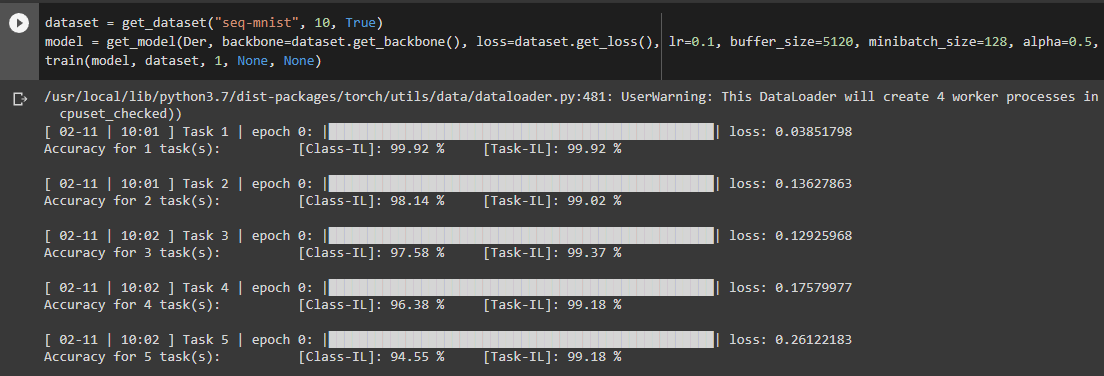 dataset = get_dataset("seq-mnist", 10, True)
model = get_model(Der, backbone=dataset.get_backbone(), loss=dataset.get_loss(), lr=0.1, buffer_size=5120, minibatch_size=128, alpha=0.5,
train(model, dataset, 1, None, None)
/usr/local/lib/python3.7/dist-packages/torch/utils/data/dataloader.py:481: UserWarning: This DataLoader will create 4 worker processes in
cpuset_checked))
[ 02-11 | 10:01 ] Task 1 | epoch 0: |██████████████████████████████████████████████████| loss: 0.03851798
Accuracy for 1 task(s): [Class-IL]: 99.92 % [Task-IL]: 99.92 %
[ 02-11 | 10:01 ] Task 2 | epoch 0: |██████████████████████████████████████████████████| loss: 0.13627863
Accuracy for 2 task(s): [Class-IL]: 98.14 % [Task-IL]: 99.02 %
[ 02-11 | 10:02 ] Task 3 | epoch 0: |██████████████████████████████████████████████████| loss: 0.12925968
Accuracy for 3 task(s): [Class-IL]: 97.58 % [Task-IL]: 99.37 %
[ 02-11 | 10:02 ] Task 4 | epoch 0: |██████████████████████████████████████████████████| loss: 0.17579977
Accuracy for 4 task(s): [Class-IL]: 96.38 % [Task-IL]: 99.18 %
[ 02-11 | 10:02 ] Task 5 | epoch 0: |██████████████████████████████████████████████████| loss: 0.26122183
Accuracy for 5 task(s): [Class-IL]: 94.55 % [Task-IL]: 99.18 %